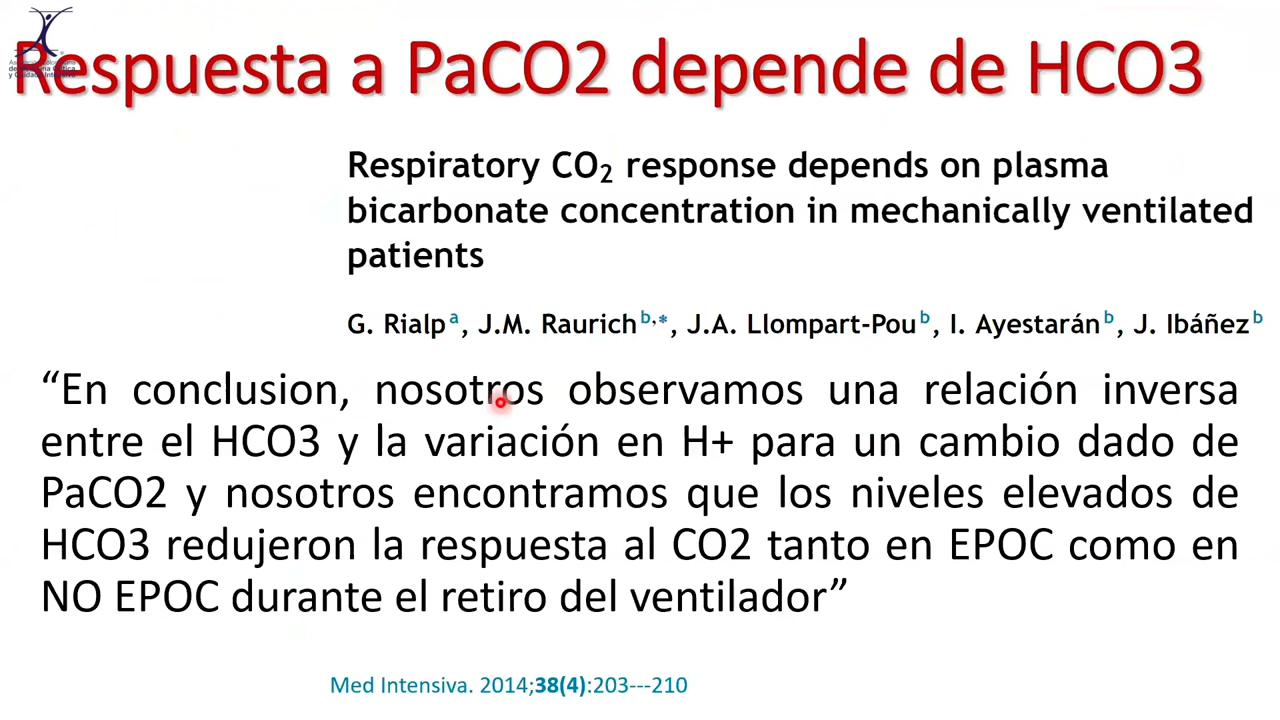 Respuesta a PaCO2 depende de HCO3
Respiratory CO₂ response depends on plasma
bicarbonate concentration in mechanically ventilated
patients
G. Rialp a, J.M. Raurich b,*, J.A. Llompart-Pou b, I. Ayestarán b, J. Ibáñez b
“En conclusion, nosotros observamos una relación inversa
entre el HCO3 y la variación en H+ para un cambio dado de
PaCO2 y nosotros encontramos que los niveles elevados de
HCO3 redujeron la respuesta al CO2 tanto en EPOC como en
NO EPOC durante el retiro del ventilador”
Med Intensiva. 2014;38(4):203---210